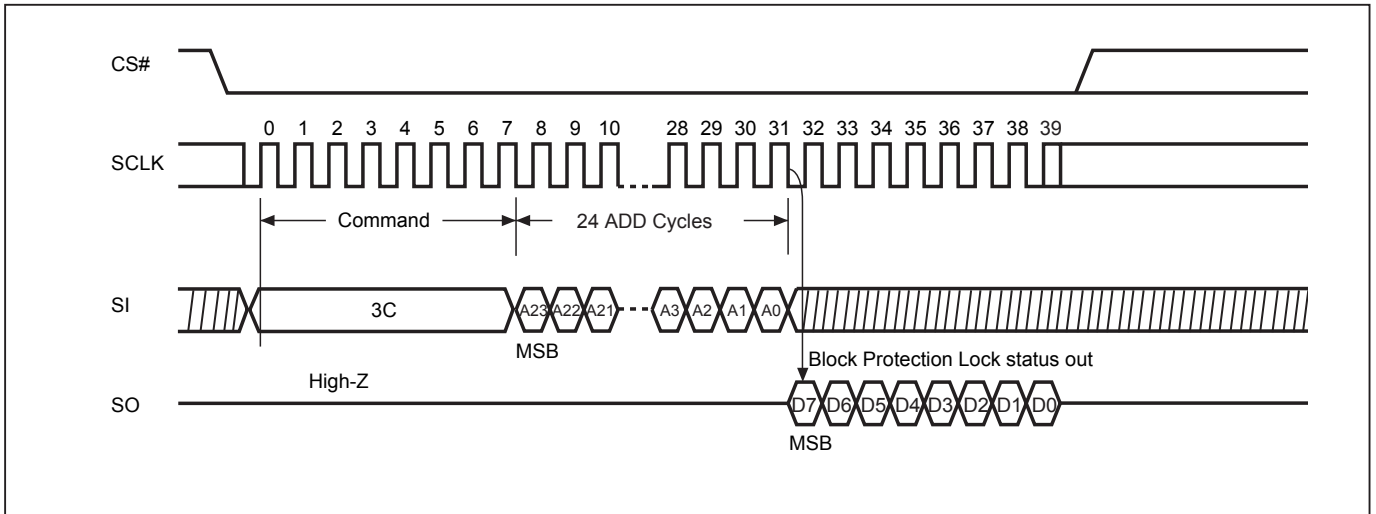 CS#
0 1 2 3 4 5 6 7 8 9 10 28 29 30 31 32 33 34 35 36 37 38 39
SCLK
Command 24 ADD Cycles
SI 3C A23 A22 A21 A3 A2 A1 A0
MSB
Block Protection Lock status out
High-Z
SO D7 D6 D5 D4 D3 D2 D1 D0
MSB